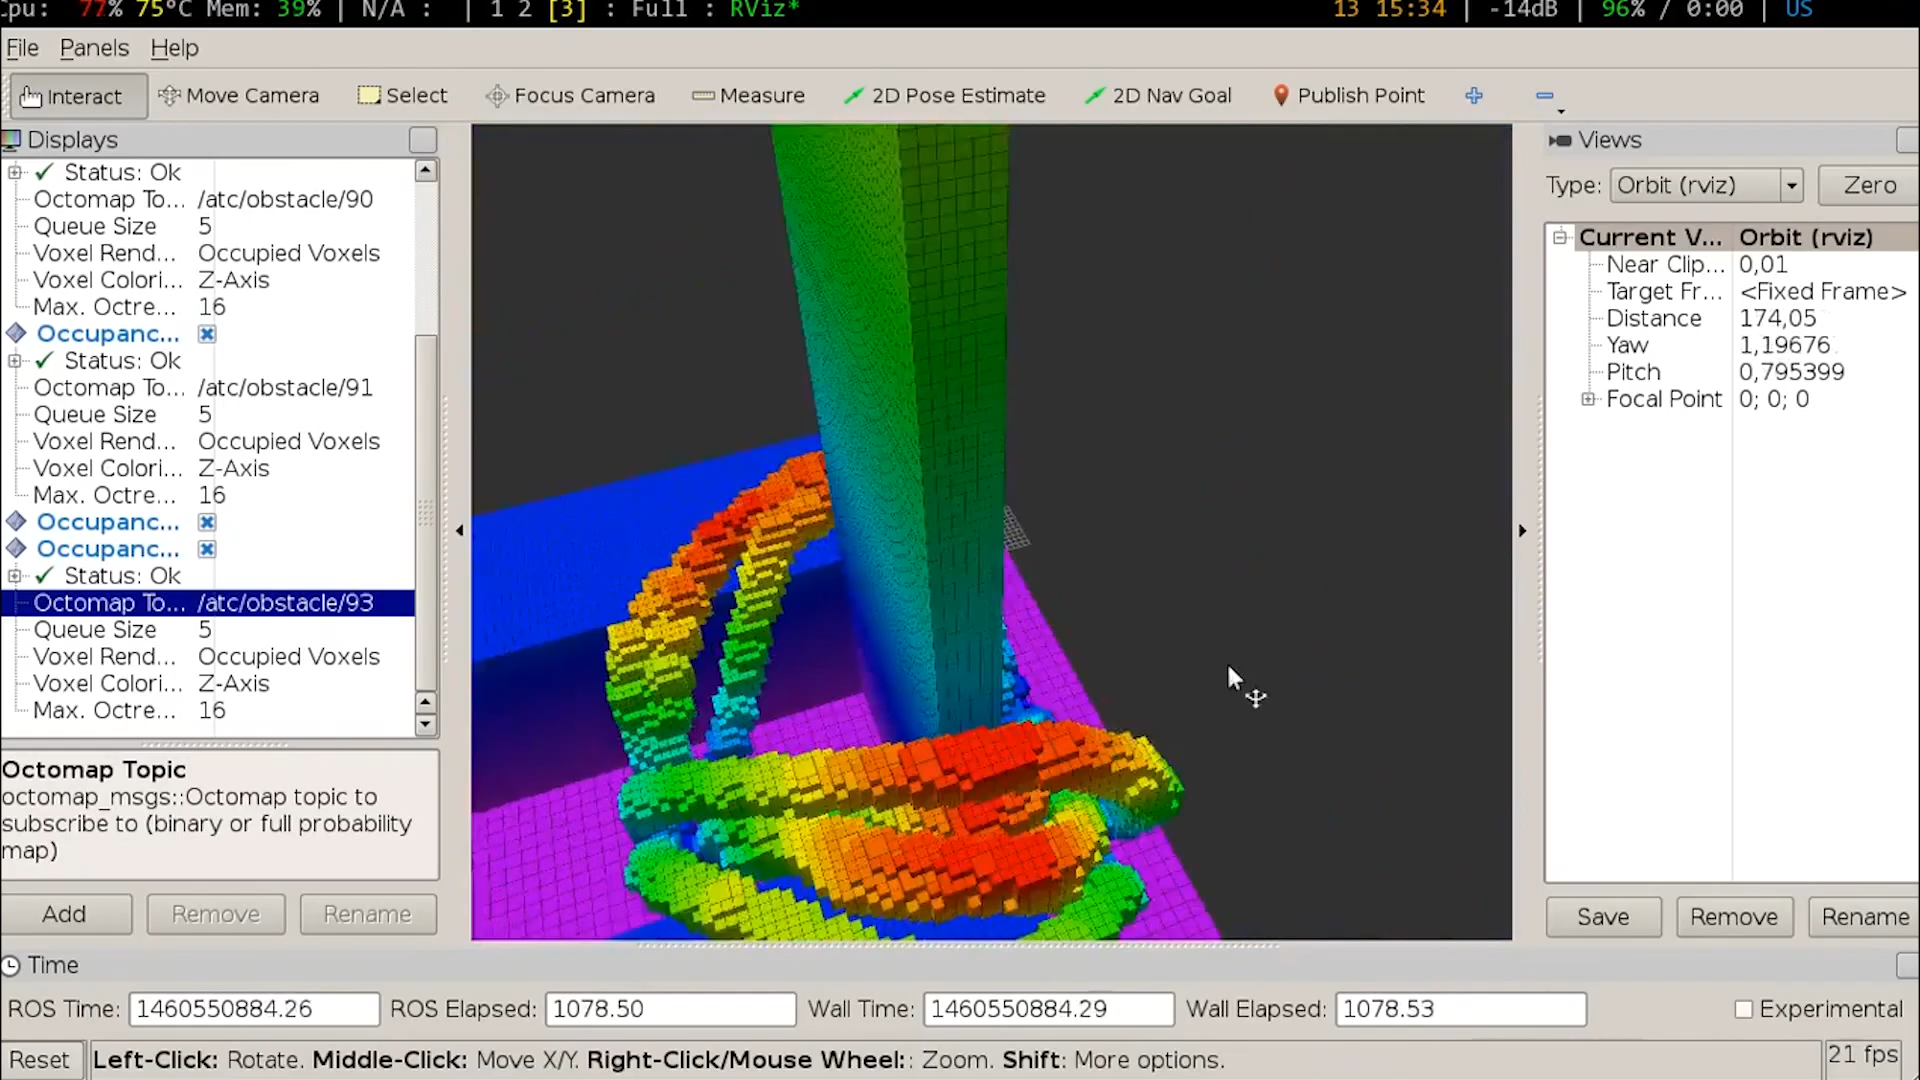 Cpu: 77% 75°C Mem: 39% | N/A : | 1 2 [3] : Full : RViz* 13 15:34 | -14dB | 96% / 0:00 | US
File Panels Help
Interact Move Camera Select Focus Camera Measure 2D Pose Estimate 2D Nav Goal Publish Point
Displays
Status: Ok
Octomap To... /atc/obstacle/90
Queue Size 5
Voxel Rend... Occupied Voxels
Voxel Colori... Z-Axis
Max. Octre... 16
Occupanc...
Status: Ok
Octomap To... /atc/obstacle/91
Queue Size 5
Voxel Rend... Occupied Voxels
Voxel Colori... Z-Axis
Max. Octre... 16
Occupanc...
Occupanc...
Status: Ok
Octomap To... /atc/obstacle/93
Queue Size 5
Voxel Rend... Occupied Voxels
Voxel Colori... Z-Axis
Max. Octre... 16
Octomap Topic
octomap_msgs::Octomap topic to
subscribe to (binary or full probability
map)
Add Remove Rename
Views
Type: Orbit (rviz) Zero
Current V... Orbit (rviz)
Near Clip... 0,01
Target Fr... <Fixed Frame>
Distance 174,05
Yaw 1,19676
Pitch 0,795399
Focal Point 0; 0; 0
Save Remove Rename
Time
ROS Time: 1460550884.26 ROS Elapsed: 1078.50 Wall Time: 1460550884.29 Wall Elapsed: 1078.53 Experimental
Reset Left-Click: Rotate. Middle-Click: Move X/Y. Right-Click/Mouse Wheel:: Zoom. Shift: More options. 21 fps